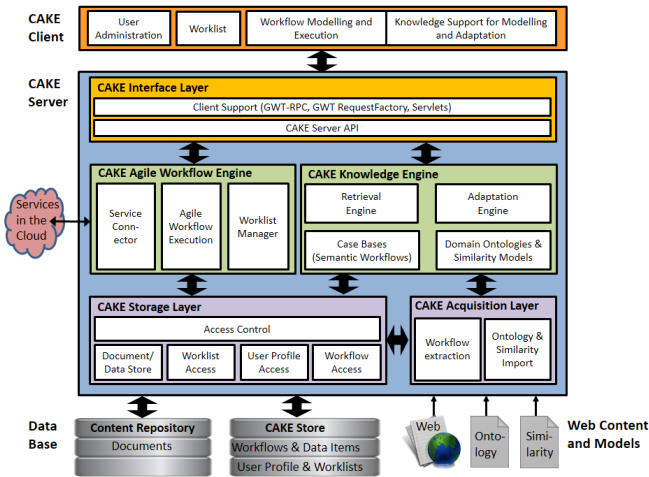 CAKE
Client
User
Administration
Worklist
Workflow Modelling and
Execution
Knowledge Support for Modelling
and Adaptation
CAKE
Server
CAKE Interface Layer
Client Support (GWT-RPC, GWT RequestFactory, Servlets)
CAKE Server API
CAKE Agile Workflow Engine
Service
Conn-
ector
Agile
Workflow
Execution
Worklist
Manager
CAKE Knowledge Engine
Retrieval
Engine
Adaptation
Engine
Case Bases
(Semantic Workflows)
Domain Ontologies &
Similarity Models
Services
in the
Cloud
CAKE Storage Layer
Access Control
Document/
Data Store
Worklist
Access
User Profile
Access
Workflow
Access
CAKE Acquisition Layer
Workflow
extraction
Ontology &
Similarity
Import
Data
Base
Content Repository
Documents
CAKE Store
Workflows & Data Items
User Profile & Worklists
Web
Onto-
logy
Simi-
larity
Web Content
and Models